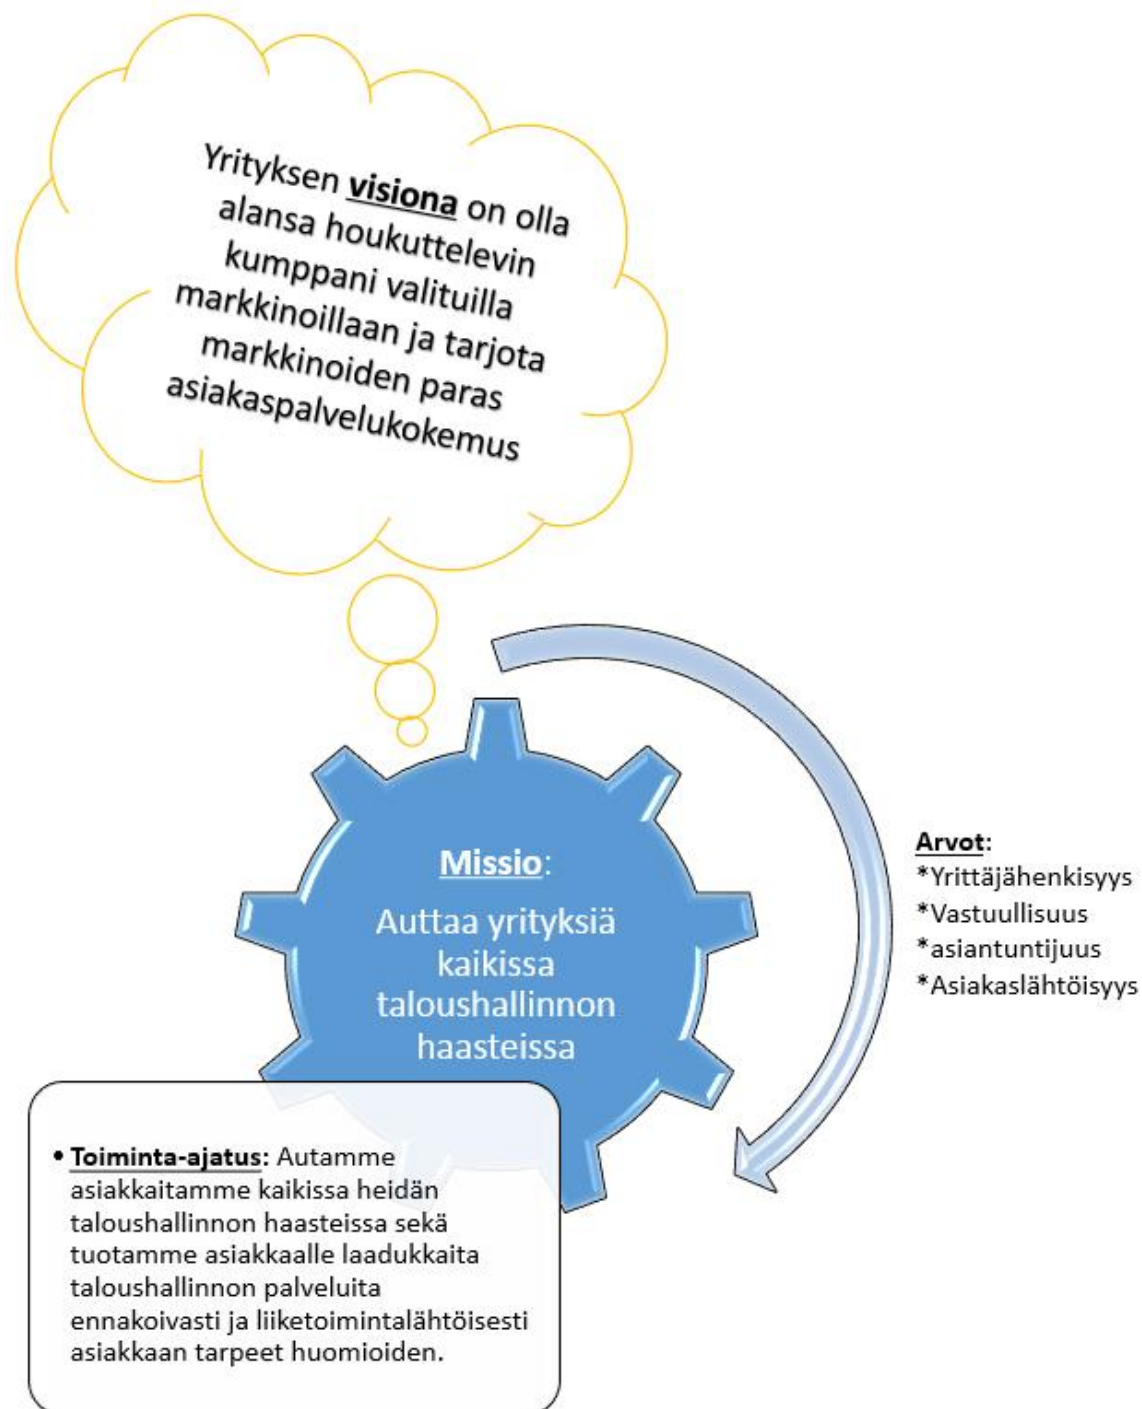 Yrityksen visiona on olla
alansa houkuttelevin
kumppani valituilla
markkinoillaan ja tarjota
markkinoiden paras
asiakaspalvelukokemus
Missio:
Auttaa yrityksiä
kaikissa
taloushallinnon
haasteissa
Arvot:
*Yrittäjähenkisyys
*Vastuullisuus
*asiantuntijuus
*Asiakaslähtöisyys
• Toiminta-ajatus: Autamme
asiakkaitamme kaikissa heidän
taloushallinnon haasteissa sekä
tuotamme asiakkaalle laadukkaita
taloushallinnon palveluita
ennakoivasti ja liiketoimintalähtöisesti
asiakkaan tarpeet huomioiden.